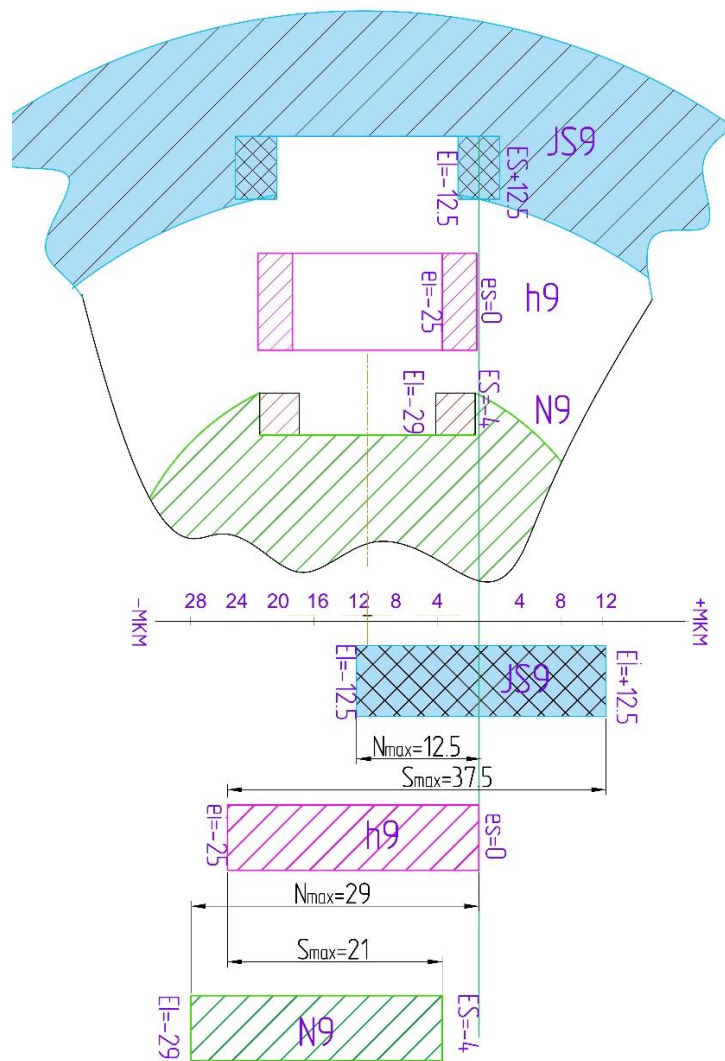 JS9
EI=-12.5
ES+12.5
h9
ei=-25
es=0
N9
EI=-29
ES=-4
-МКМ
28 24 20 16 12 8 4 4 8 12
+МКМ
EI=-12.5
JS9
Ei=+12.5
Nmax=12.5
Smax=37.5
ei=-25
h9
es=0
Nmax=29
Smax=21
EI=-29
N9
ES=-4